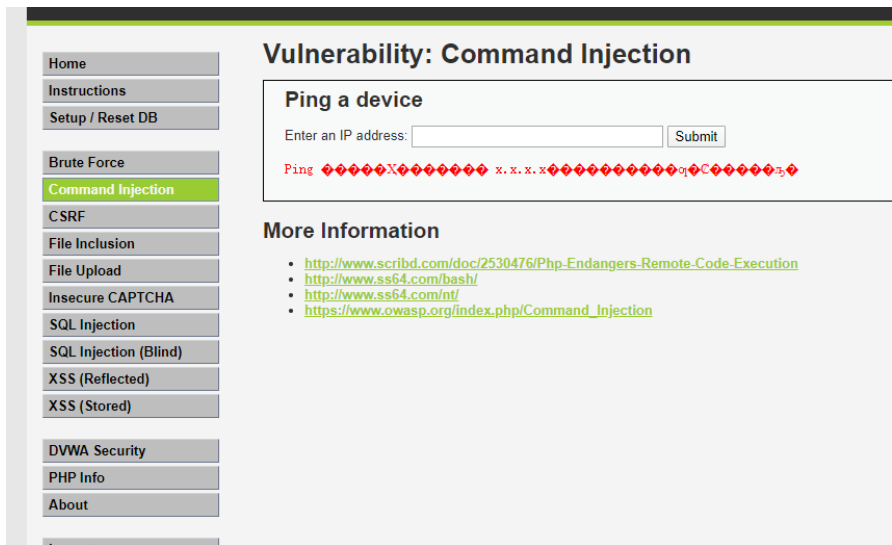 Home
Instructions
Setup / Reset DB
Brute Force
Command Injection
CSRF
File Inclusion
File Upload
Insecure CAPTCHA
SQL Injection
SQL Injection (Blind)
XSS (Reflected)
XSS (Stored)
DVWA Security
PHP Info
About
Vulnerability: Command Injection
Ping a device
Enter an IP address:
Submit
Ping �����X������� x.x.x.x����������
More Information
http://www.scribd.com/doc/2530476/Php-Endangers-Remote-Code-Execution
http://www.ss64.com/bash/
http://www.ss64.com/nt/
https://www.owasp.org/index.php/Command_Injection